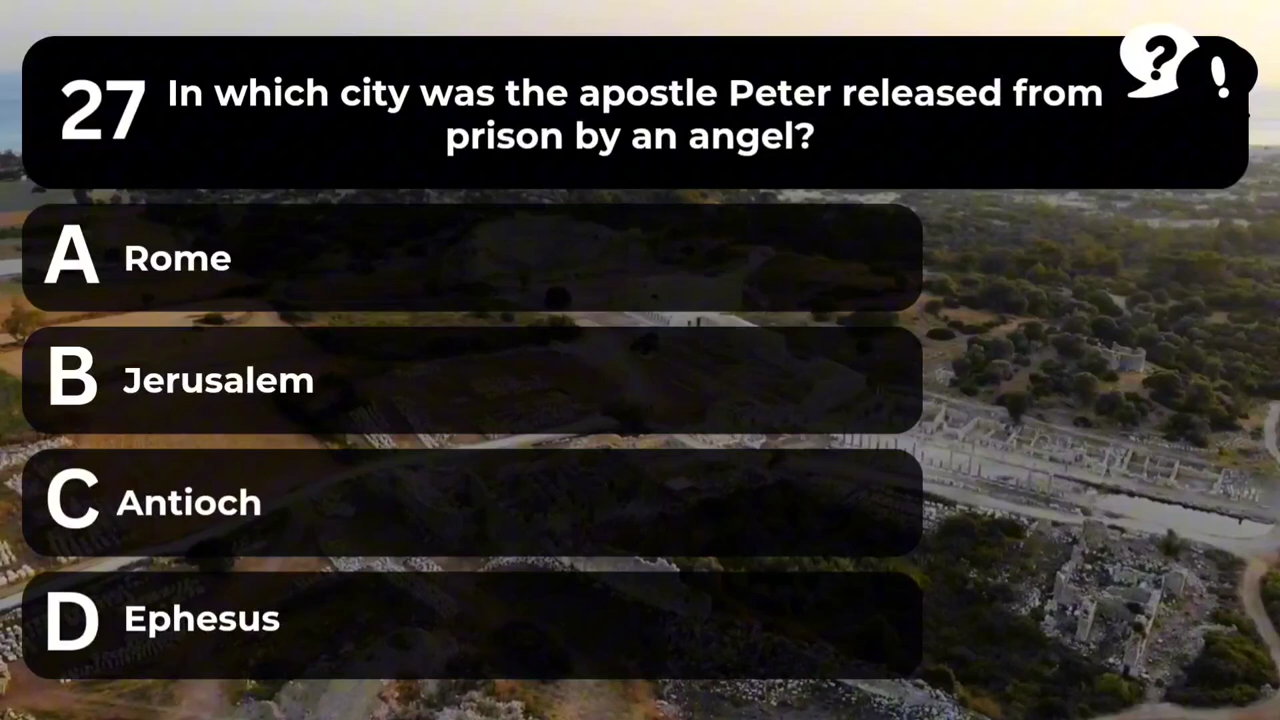 27 In which city was the apostle Peter released from
prison by an angel?
A Rome
B Jerusalem
C Antioch
D Ephesus